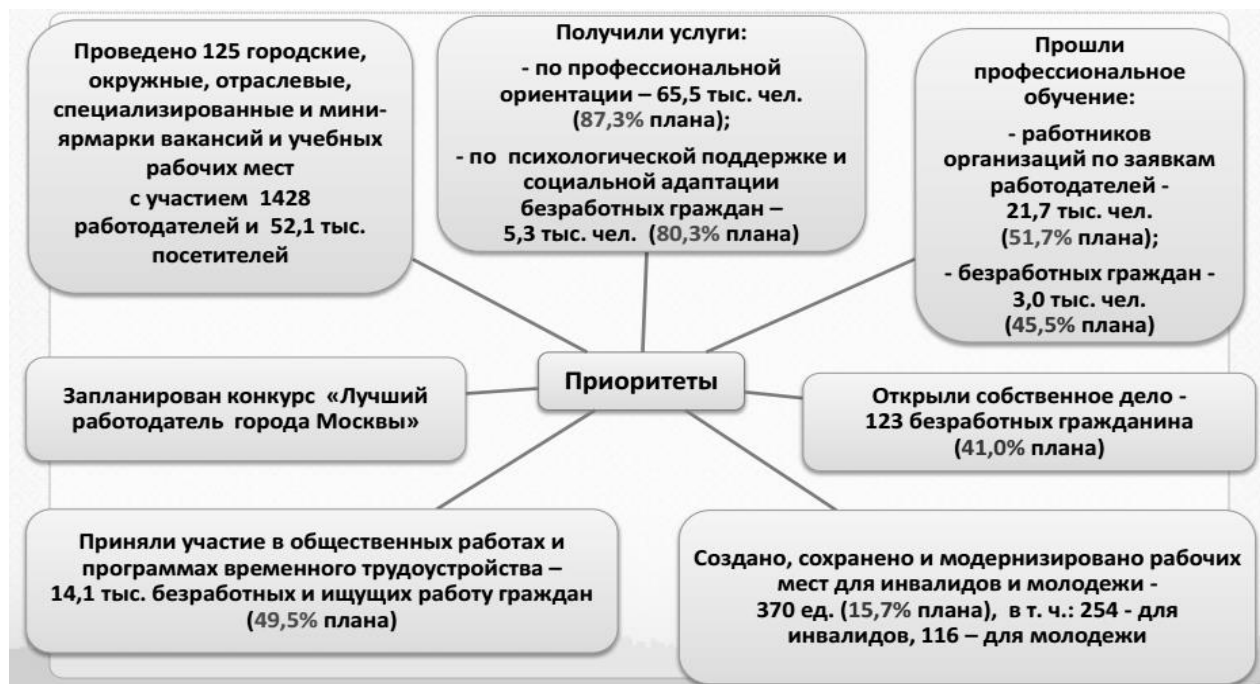 Проведено 125 городские,
окружные, отраслевые,
специализированные и мини-
ярмарки вакансий и учебных
рабочих мест
с участием 1428
работодателей и 52,1 тыс.
посетителей
Получили услуги:
- по профессиональной
ориентации – 65,5 тыс. чел.
(87,3% плана);
- по психологической поддержке и
социальной адаптации
безработных граждан –
5,3 тыс. чел. (80,3% плана)
Прошли
профессиональное
обучение:
- работников
организаций по заявкам
работодателей -
21,7 тыс. чел.
(51,7% плана);
- безработных граждан -
3,0 тыс. чел.
(45,5% плана)
Приоритеты
Запланирован конкурс «Лучший
работодатель города Москвы»
Открыли собственное дело -
123 безработных гражданина
(41,0% плана)
Приняли участие в общественных работах и
программах временного трудоустройства –
14,1 тыс. безработных и ищущих работу граждан
(49,5% плана)
Создано, сохранено и модернизировано рабочих
мест для инвалидов и молодежи -
370 ед. (15,7% плана), в т. ч.: 254 - для
инвалидов, 116 – для молодежи